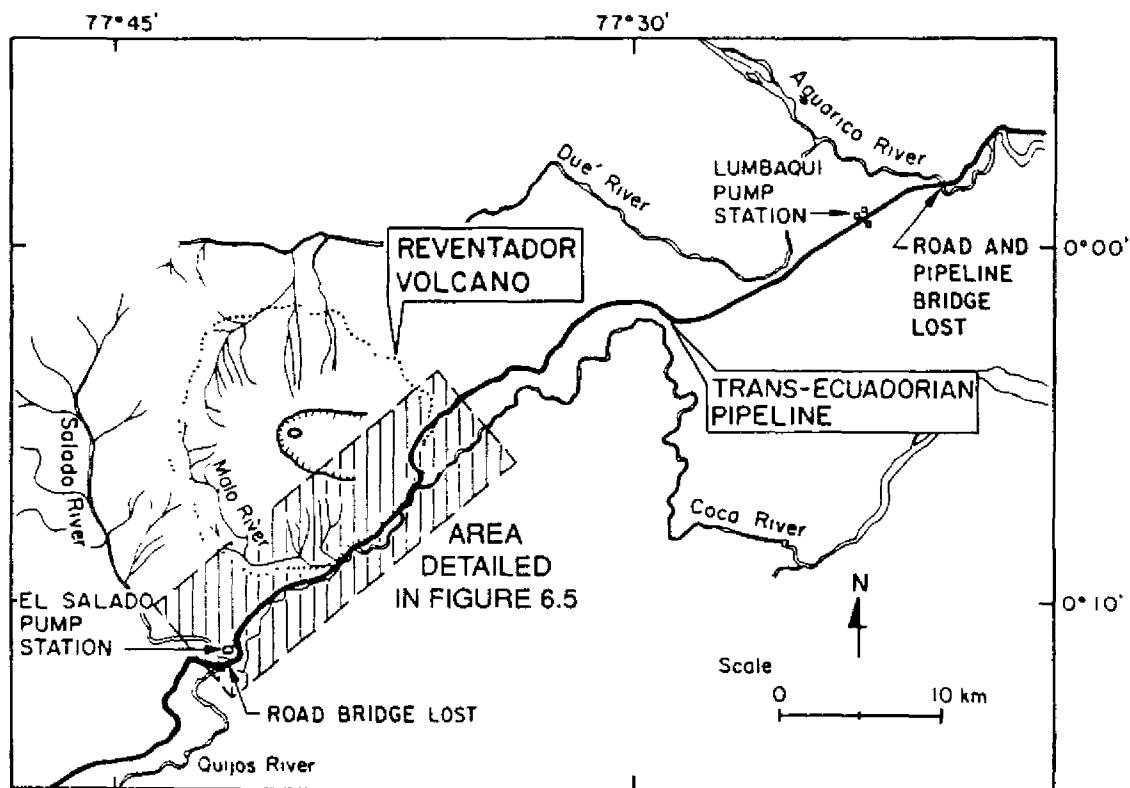 77°45'
77°30'
Aguarico River
Due' River
LUMBAQUI
PUMP
STATION
0°00'
ROAD AND
PIPELINE
BRIDGE
LOST
REVENTADOR
VOLCANO
TRANS-ECUADORIAN
PIPELINE
Salado River
Malo River
Coca River
AREA
DETAILED
IN FIGURE 6.5
N
0°10'
EL SALADO
PUMP
STATION
Scale
0 10 km
ROAD BRIDGE LOST
Quijos River